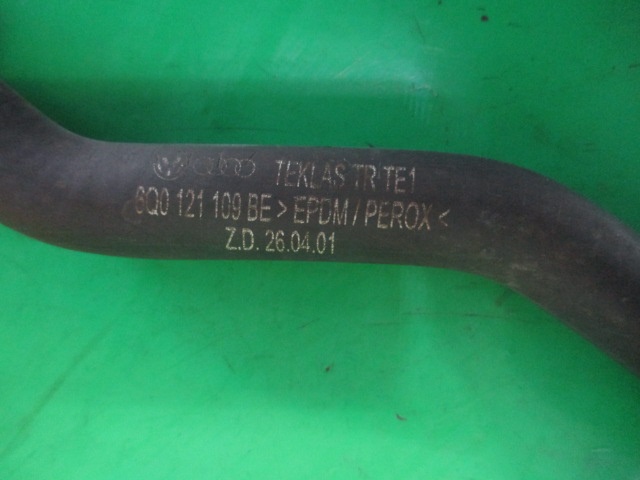 TEKLAS TR TE1
6Q0 121 109 BE > EPDM / PEROX <
Z.D. 26.04.01